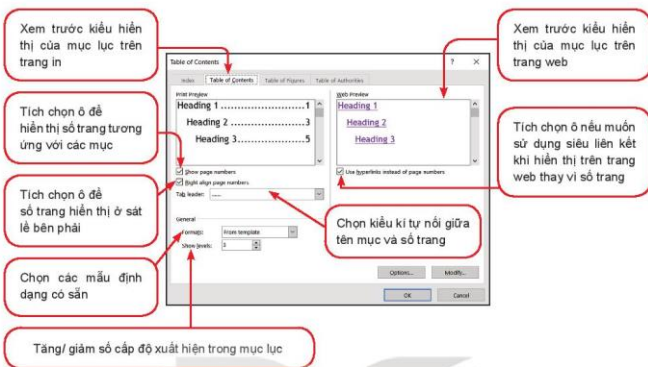 Xem trước kiểu hiển
thị của mục lục trên
trang in
Xem trước kiểu hiển
thị của mục lục trên
trang web
Tích chọn ô để
hiển thị số trang tương
ứng với các mục
Tích chọn ô để
số trang hiển thị ở sát
lề bên phải
Chọn các mẫu định
dạng có sẵn
Table of Contents
? ×
Index Table of Contents Table of Figures Table of Authorities
Print Preview
Heading 1 ........................1
Heading 2 ....................3
Heading 3.................5
Web Preview
Heading 1
Heading 2
Heading 3
Show page numbers
Right align page numbers
Tab leader: ......
Use hyperlinks instead of page numbers
General
Formats: From template
Show levels: 3
Options... Modify...
OK Cancel
Tích chọn ô nếu muốn
sử dụng siêu liên kết
khi hiển thị trên trang
web thay vì số trang
Chọn kiểu kí tự nối giữa
tên mục và số trang
Tăng/ giảm số cấp độ xuất hiện trong mục lục